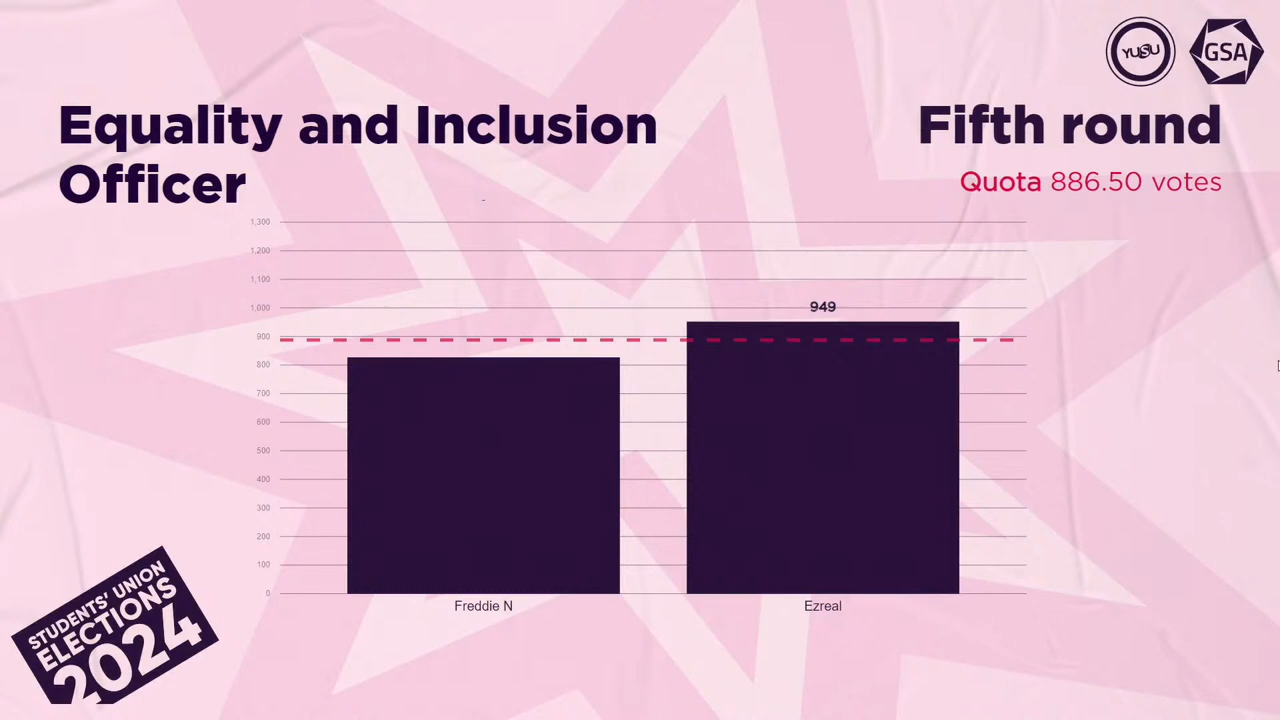 YUSU
GSA
Equality and Inclusion
Officer
Fifth round
Quota 886.50 votes
1,300
1,200
1,100
1,000
900
800
700
600
500
400
300
200
100
0
949
Freddie N
Ezreal
STUDENTS' UNION
ELECTIONS
2024